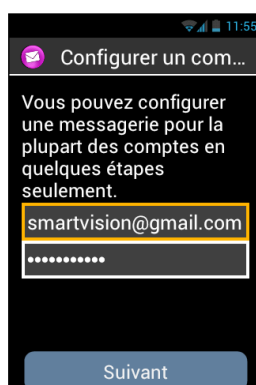 11:55
Configurer un com...
Vous pouvez configurer
une messagerie pour la
plupart des comptes en
quelques étapes
seulement.
smartvision@gmail.com
•••••••••••
Suivant